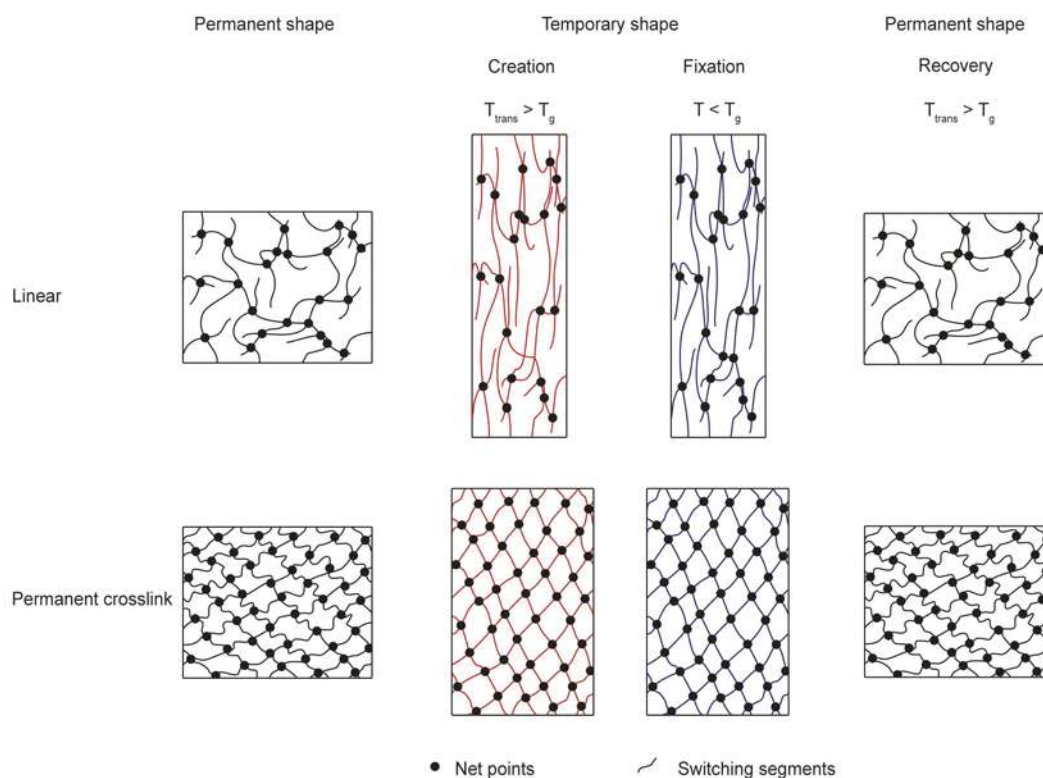 Permanent shape
Temporary shape
Permanent shape
Creation
Fixation
Recovery
T_trans > T_g
T < T_g
T_trans > T_g
Linear
Permanent crosslink
Net points
Switching segments